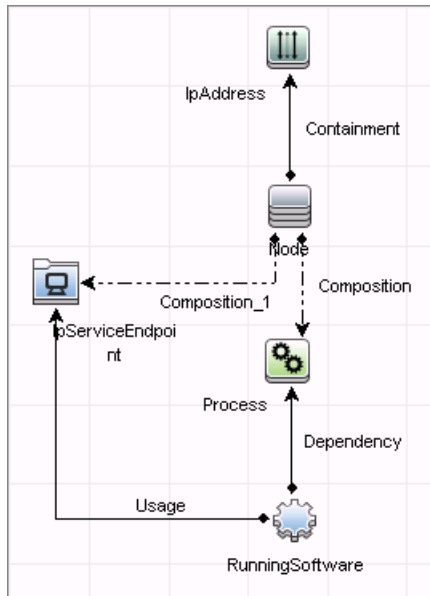 IpAddress
Containment
Node
Composition
Composition_1
IpServiceEndpoi
nt
Process
Dependency
Usage
RunningSoftware